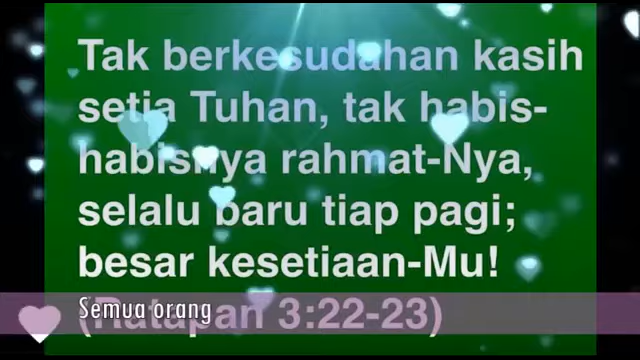 Tak berkesudahan kasih
setia Tuhan, tak habis-
habisnya rahmat-Nya,
selalu baru tiap pagi;
besar kesetiaan-Mu!
(Ratapan 3:22-23)
Semua orang